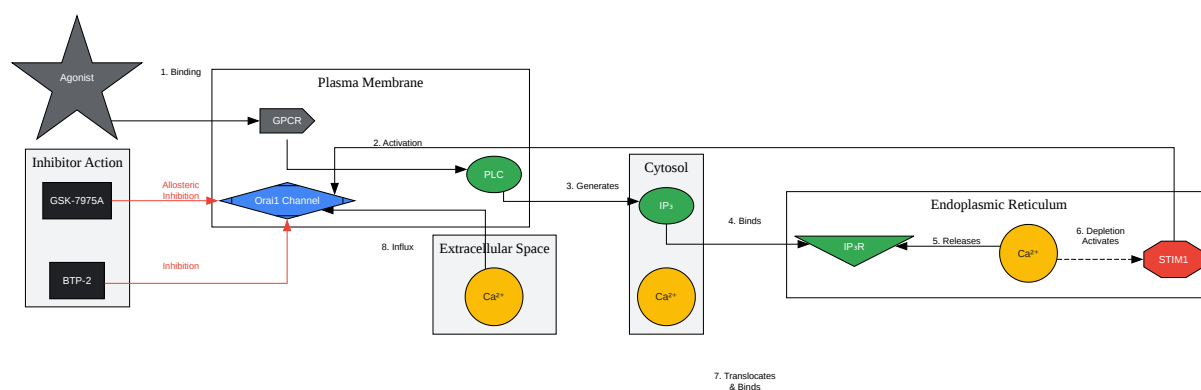 Agonist
1. Binding
Plasma Membrane
GPCR
2. Activation
PLC
Inhibitor Action
GSK-7975A
Allosteric
Inhibition
Orai1 Channel
BTP-2
Inhibition
8. Influx
Extracellular Space
Ca²⁺
3. Generates
Cytosol
IP₃
Ca²⁺
4. Binds
Endoplasmic Reticulum
IP₃R
5. Releases
Ca²⁺
6. Depletion
Activates
STIM1
7. Translocates
& Binds